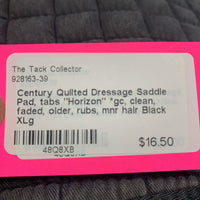 The Tack Collector
928163-39
Century Quilted Dressage Saddle
Pad, tabs "Horizon" *gc, clean,
faded, older, rubs, mnr hair Black
XLg
$16.50
48Q8XB